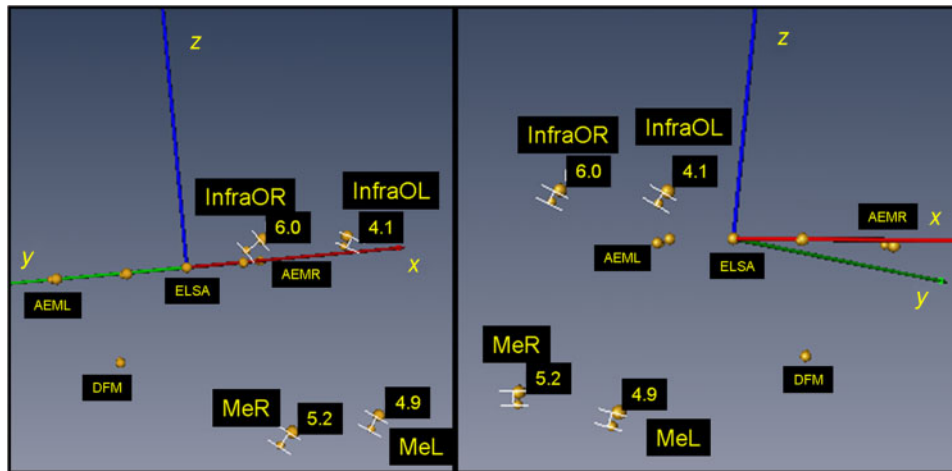 z
InfraOR
InfraOL
6.0
4.1
y
AEMR
x
ELSA
AEML
DFM
4.9
MeR
5.2
MeL
z
InfraOR
InfraOL
6.0
4.1
x
AEMR
AEML
ELSA
y
MeR
5.2
DFM
4.9
MeL